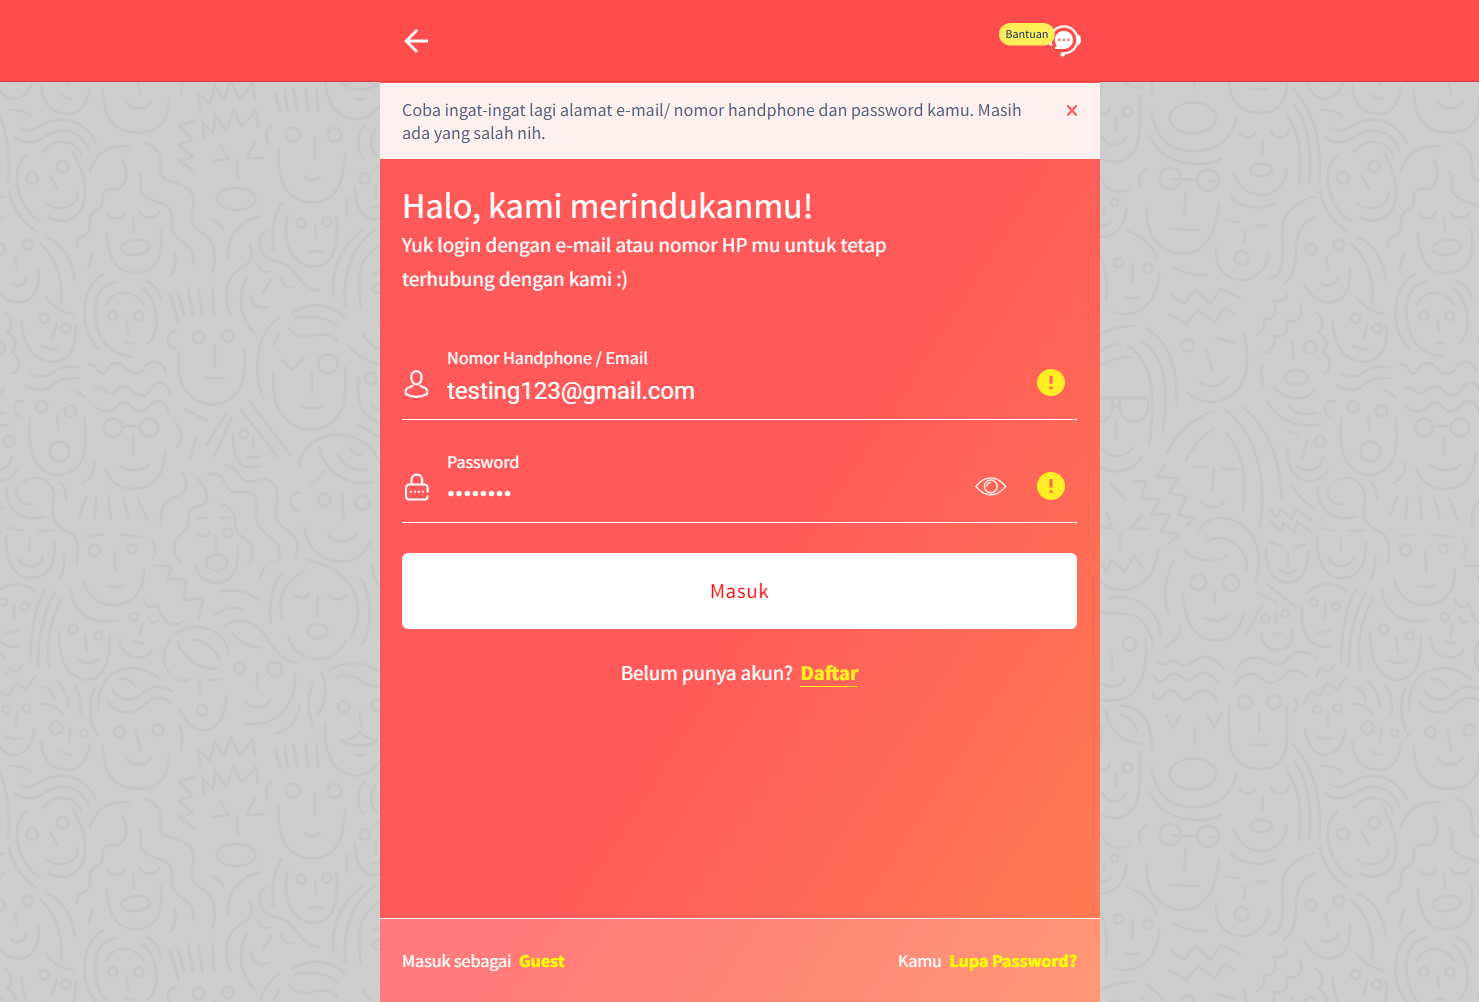 Bantuan
Coba ingat-ingat lagi alamat e-mail/ nomor handphone dan password kamu. Masih
ada yang salah nih.
Halo, kami merindukanmu!
Yuk login dengan e-mail atau nomor HP mu untuk tetap
terhubung dengan kami :)
Nomor Handphone / Email
testing123@gmail.com
Password
••••••••
Masuk
Belum punya akun? Daftar
Masuk sebagai Guest
Kamu Lupa Password?